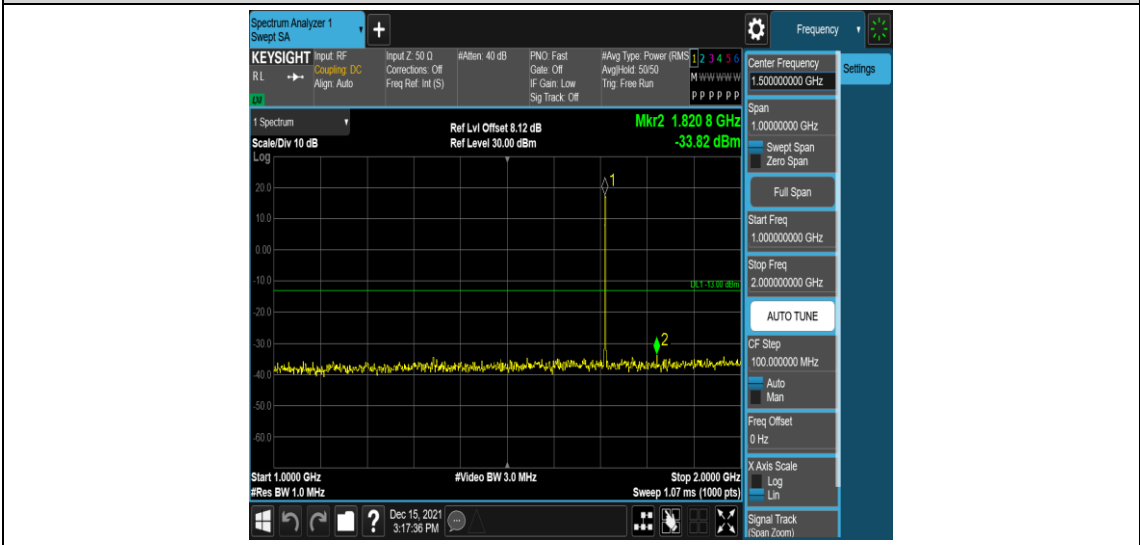 Spectrum Analyzer 1
Swept SA
+
Frequency
KEYSIGHT
Input: RF
Coupling: DC
Align: Auto
Input Z: 50 Ω
Corrections: Off
Freq Ref: Int (S)
#Atten: 40 dB
PNO: Fast
Gate: Off
IF Gain: Low
Sig Track: Off
#Avg Type: Power (RMS
Avg|Hold: 50/50
Trig: Free Run
1 2 3 4 5 6
M W W W W W
P P P P P P
R L
LXI
Center Frequency
1.500000000 GHz
Settings
Span
1.00000000 GHz
Swept Span
Zero Span
Full Span
Start Freq
1.000000000 GHz
Stop Freq
2.000000000 GHz
AUTO TUNE
CF Step
100.000000 MHz
Auto
Man
Freq Offset
0 Hz
X Axis Scale
Log
Lin
Signal Track
(Span Zoom)
1 Spectrum
Scale/Div 10 dB
Log
Ref Lvl Offset 8.12 dB
Ref Level 30.00 dBm
Mkr2 1.820 8 GHz
-33.82 dBm
1
20.0
10.0
0.00
-10.0
DL1 -13.00 dBm
-20.0
-30.0
2
-40.0
-50.0
-60.0
Start 1.0000 GHz
#Video BW 3.0 MHz
Stop 2.0000 GHz
#Res BW 1.0 MHz
Sweep 1.07 ms (1000 pts)
?
Dec 15, 2021
3:17:36 PM